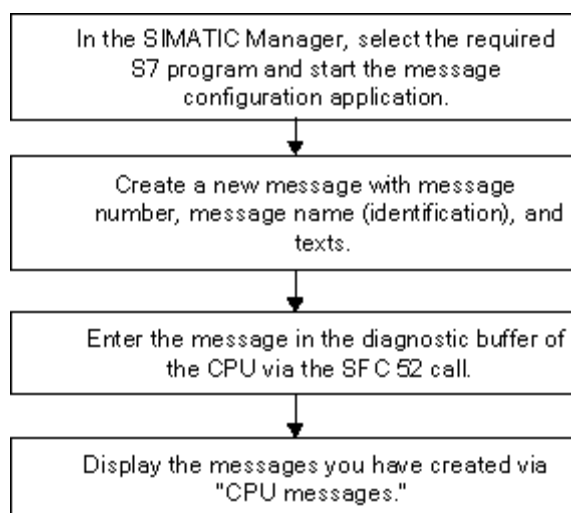 In the SIMATIC Manager, select the required
S7 program and start the message
configuration application.
Create a new message with message
number, message name (identification), and
texts.
Enter the message in the diagnostic buffer of
the CPU via the SFC 52 call.
Display the messages you have created via
"CPU messages."